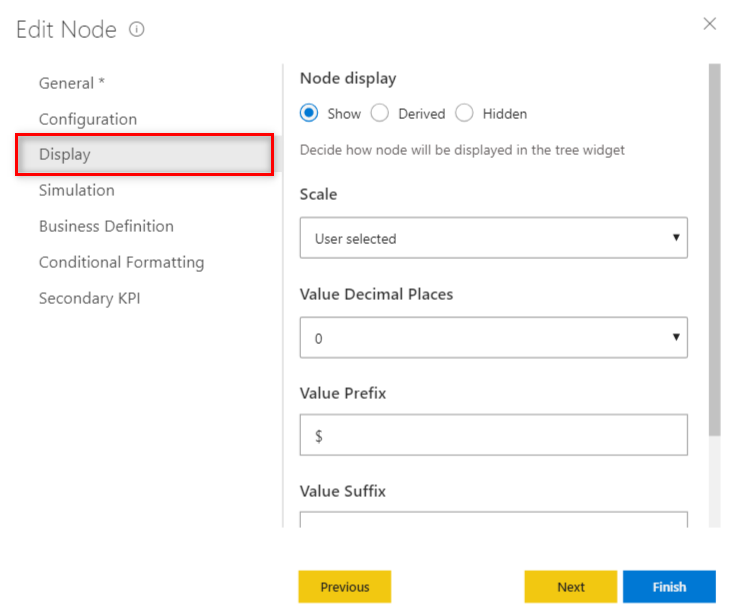 Edit Node
General *
Configuration
Display
Simulation
Business Definition
Conditional Formatting
Secondary KPI
Node display
Show Derived Hidden
Decide how node will be displayed in the tree widget
Scale
User selected
Value Decimal Places
0
Value Prefix
$
Value Suffix
Previous Next Finish